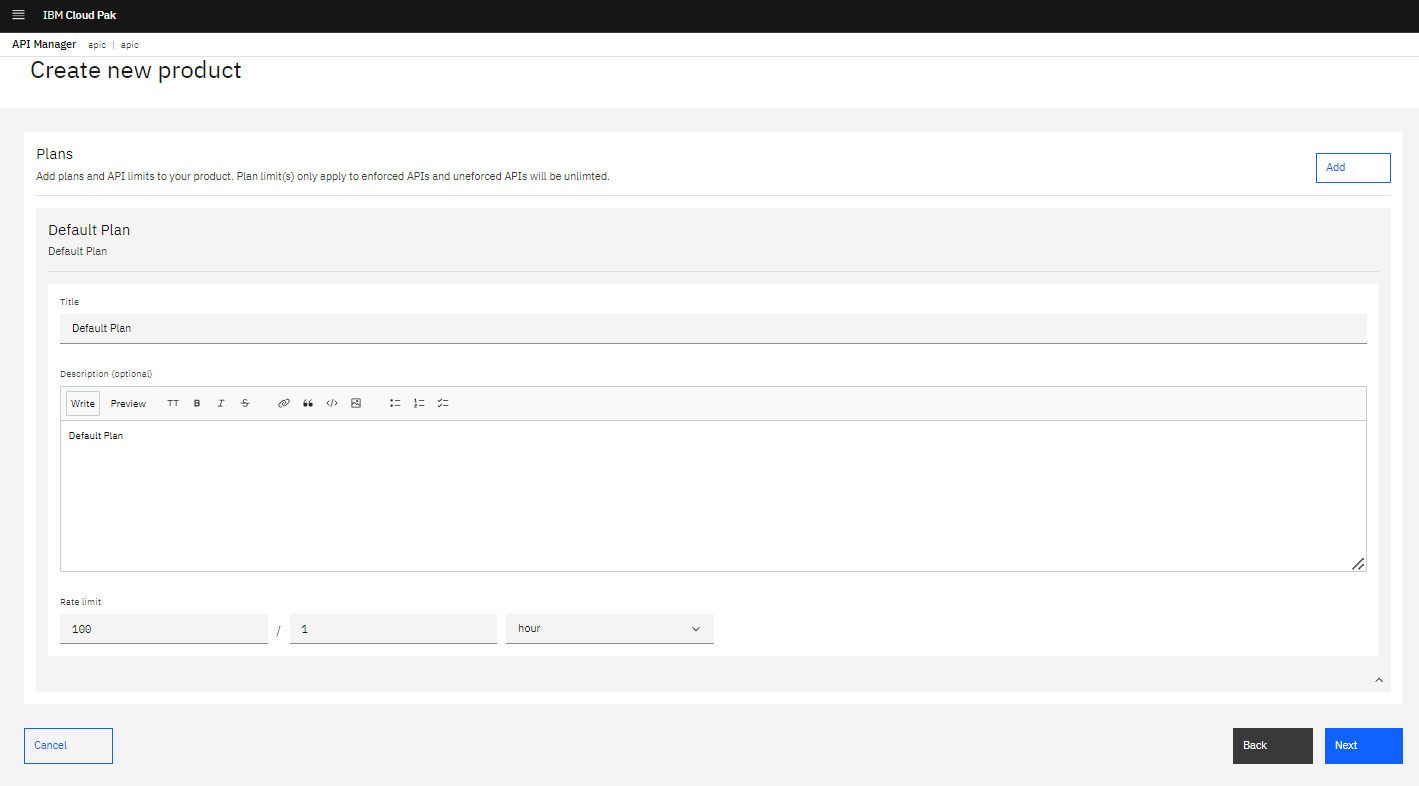 IBM Cloud Pak
API Manager apic | apic
Create new product
Plans
Add plans and API limits to your product. Plan limit(s) only apply to enforced APIs and uneforced APIs will be unlimted.
Add
Default Plan
Default Plan
Title
Default Plan
Description (optional)
Write Preview TT B I S
Default Plan
Rate limit
100 / 1 hour
Cancel Back Next